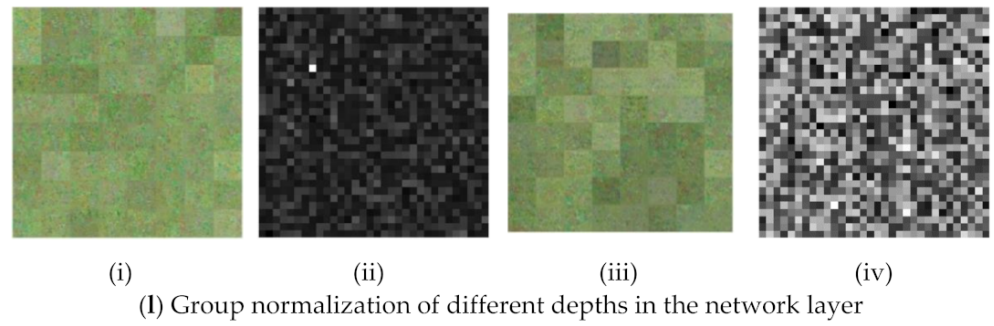 (i) (ii) (iii) (iv)
(l) Group normalization of different depths in the network layer